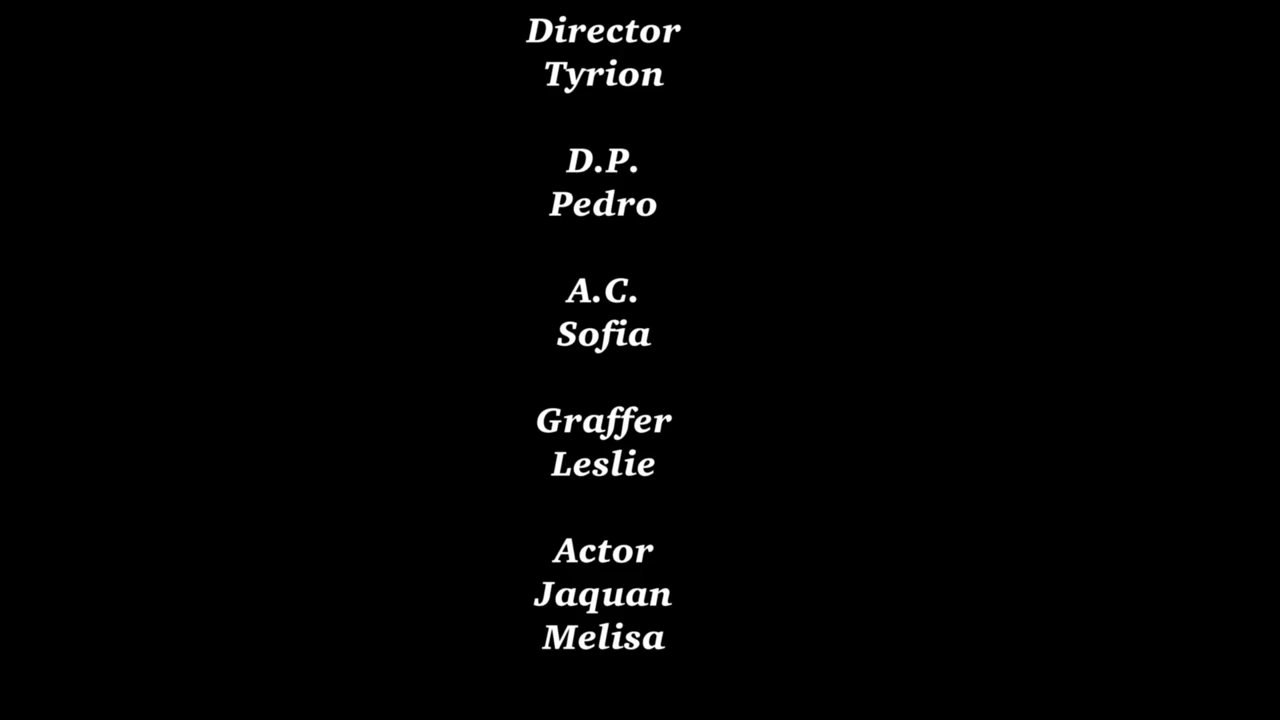 Director
Tyrion
D.P.
Pedro
A.C.
Sofia
Graffer
Leslie
Actor
Jaquan
Melisa